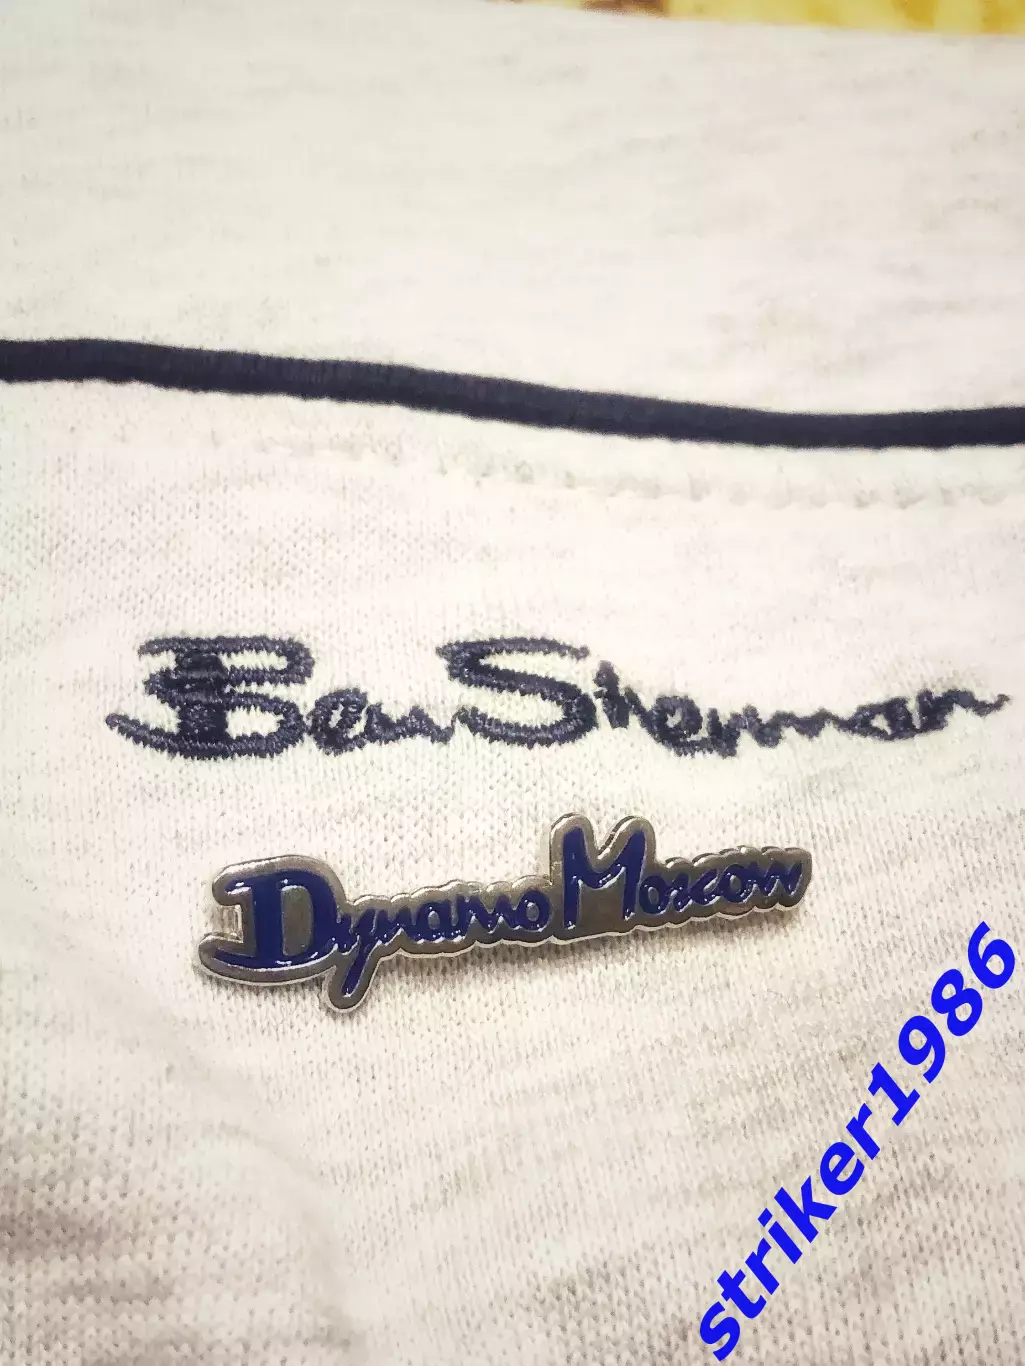 Ben Sherman
Dynamo Moscow
striker1986